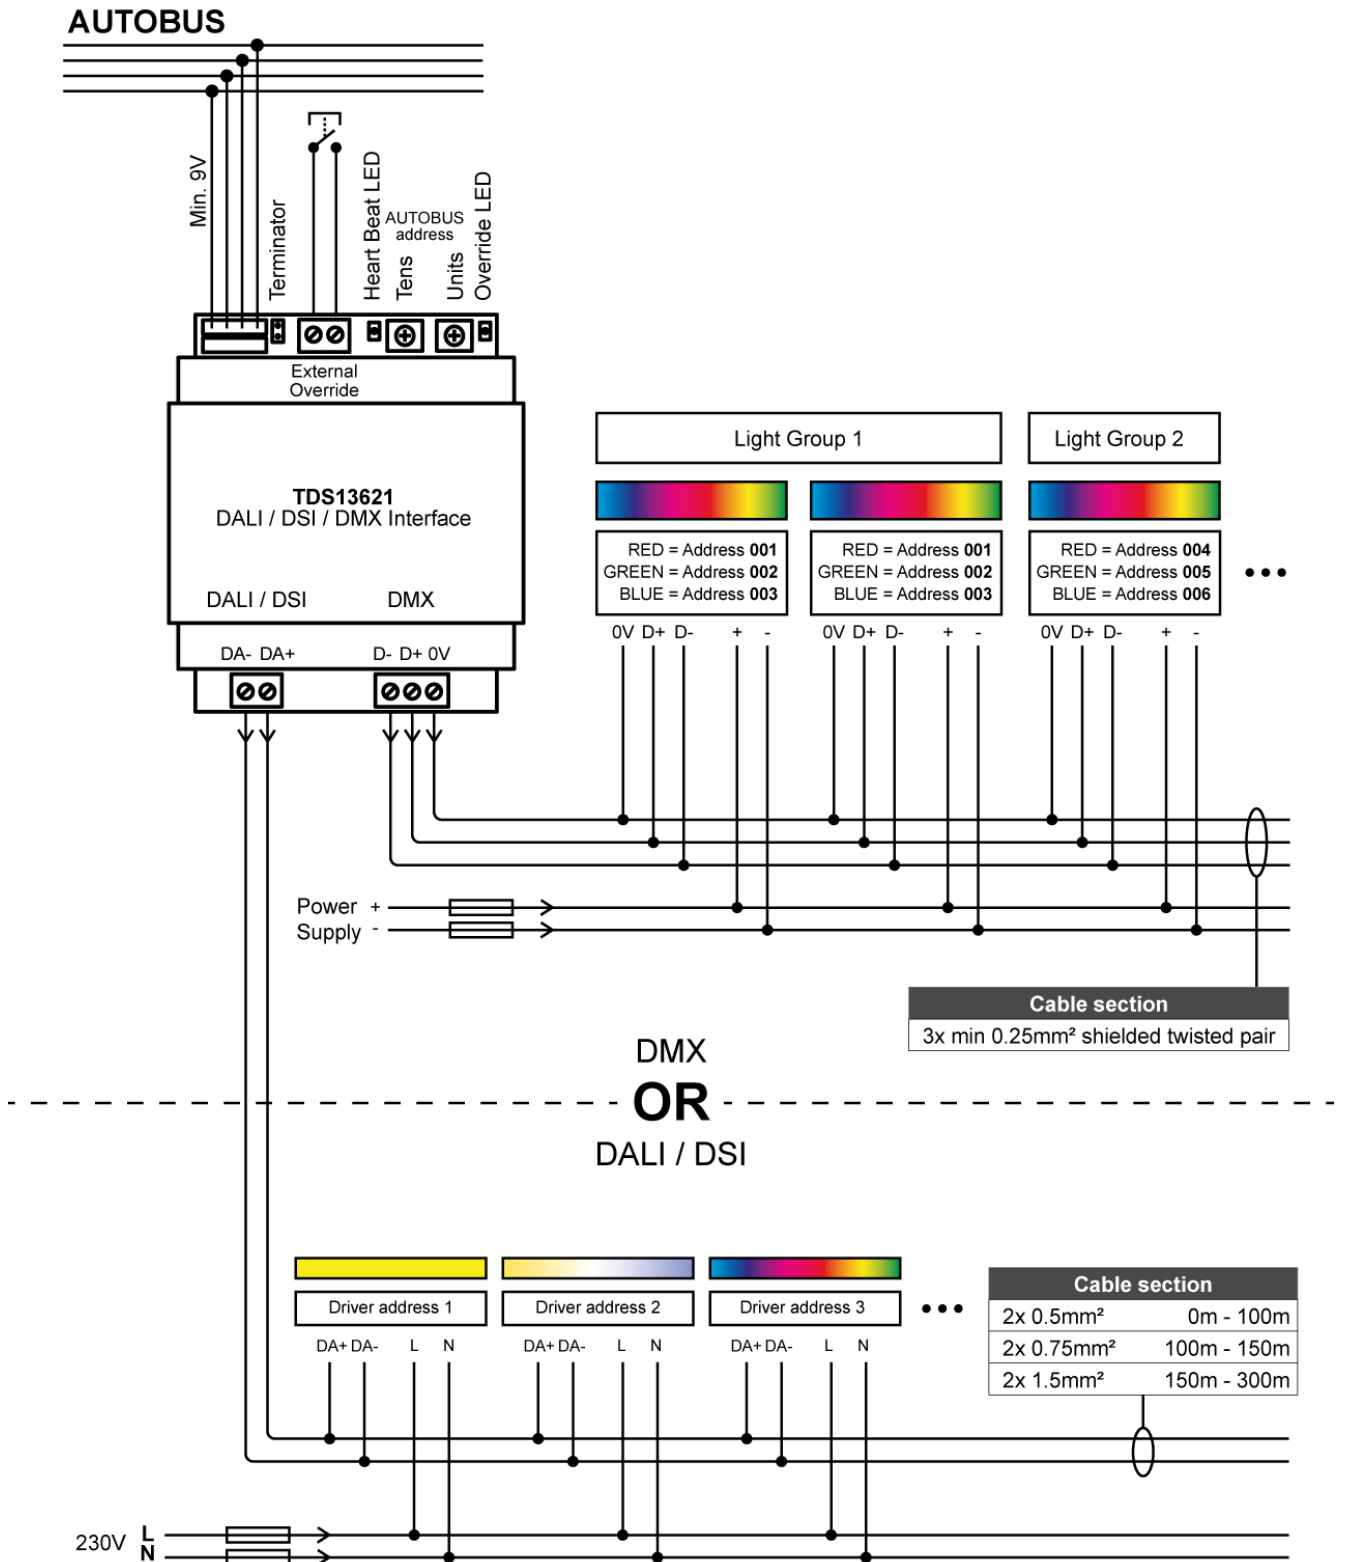 AUTOBUS
Min. 9V
Terminator
Heart Beat LED
AUTOBUS
address
Tens
Units
Override LED
External
Override
TDS13621
DALI / DSI / DMX Interface
DALI / DSI DMX
DA- DA+ D- D+ 0V
Light Group 1 Light Group 2
RED = Address 001 RED = Address 001 RED = Address 004
GREEN = Address 002 GREEN = Address 002 GREEN = Address 005
BLUE = Address 003 BLUE = Address 003 BLUE = Address 006
0V D+ D- + - 0V D+ D- + - 0V D+ D- + -
Power +
Supply -
Cable section
3x min 0.25mm² shielded twisted pair
DMX
OR
DALI / DSI
Driver address 1 Driver address 2 Driver address 3
DA+ DA- L N DA+ DA- L N DA+ DA- L N
Cable section
2x 0.5mm² 0m - 100m
2x 0.75mm² 100m - 150m
2x 1.5mm² 150m - 300m
230V L
N